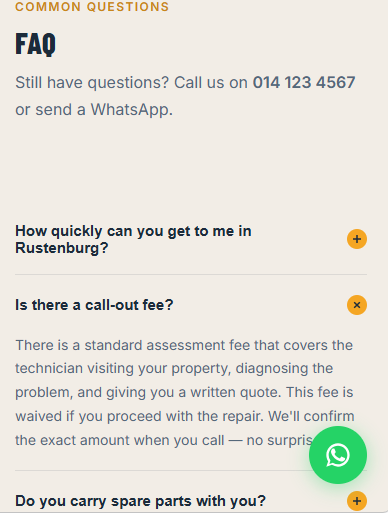 COMMON QUESTIONS
FAQ
Still have questions? Call us on 014 123 4567
or send a WhatsApp.
How quickly can you get to me in
Rustenburg?
Is there a call-out fee?
There is a standard assessment fee that covers the
technician visiting your property, diagnosing the
problem, and giving you a written quote. This fee is
waived if you proceed with the repair. We'll confirm
the exact amount when you call — no
Do you carry spare parts with you?